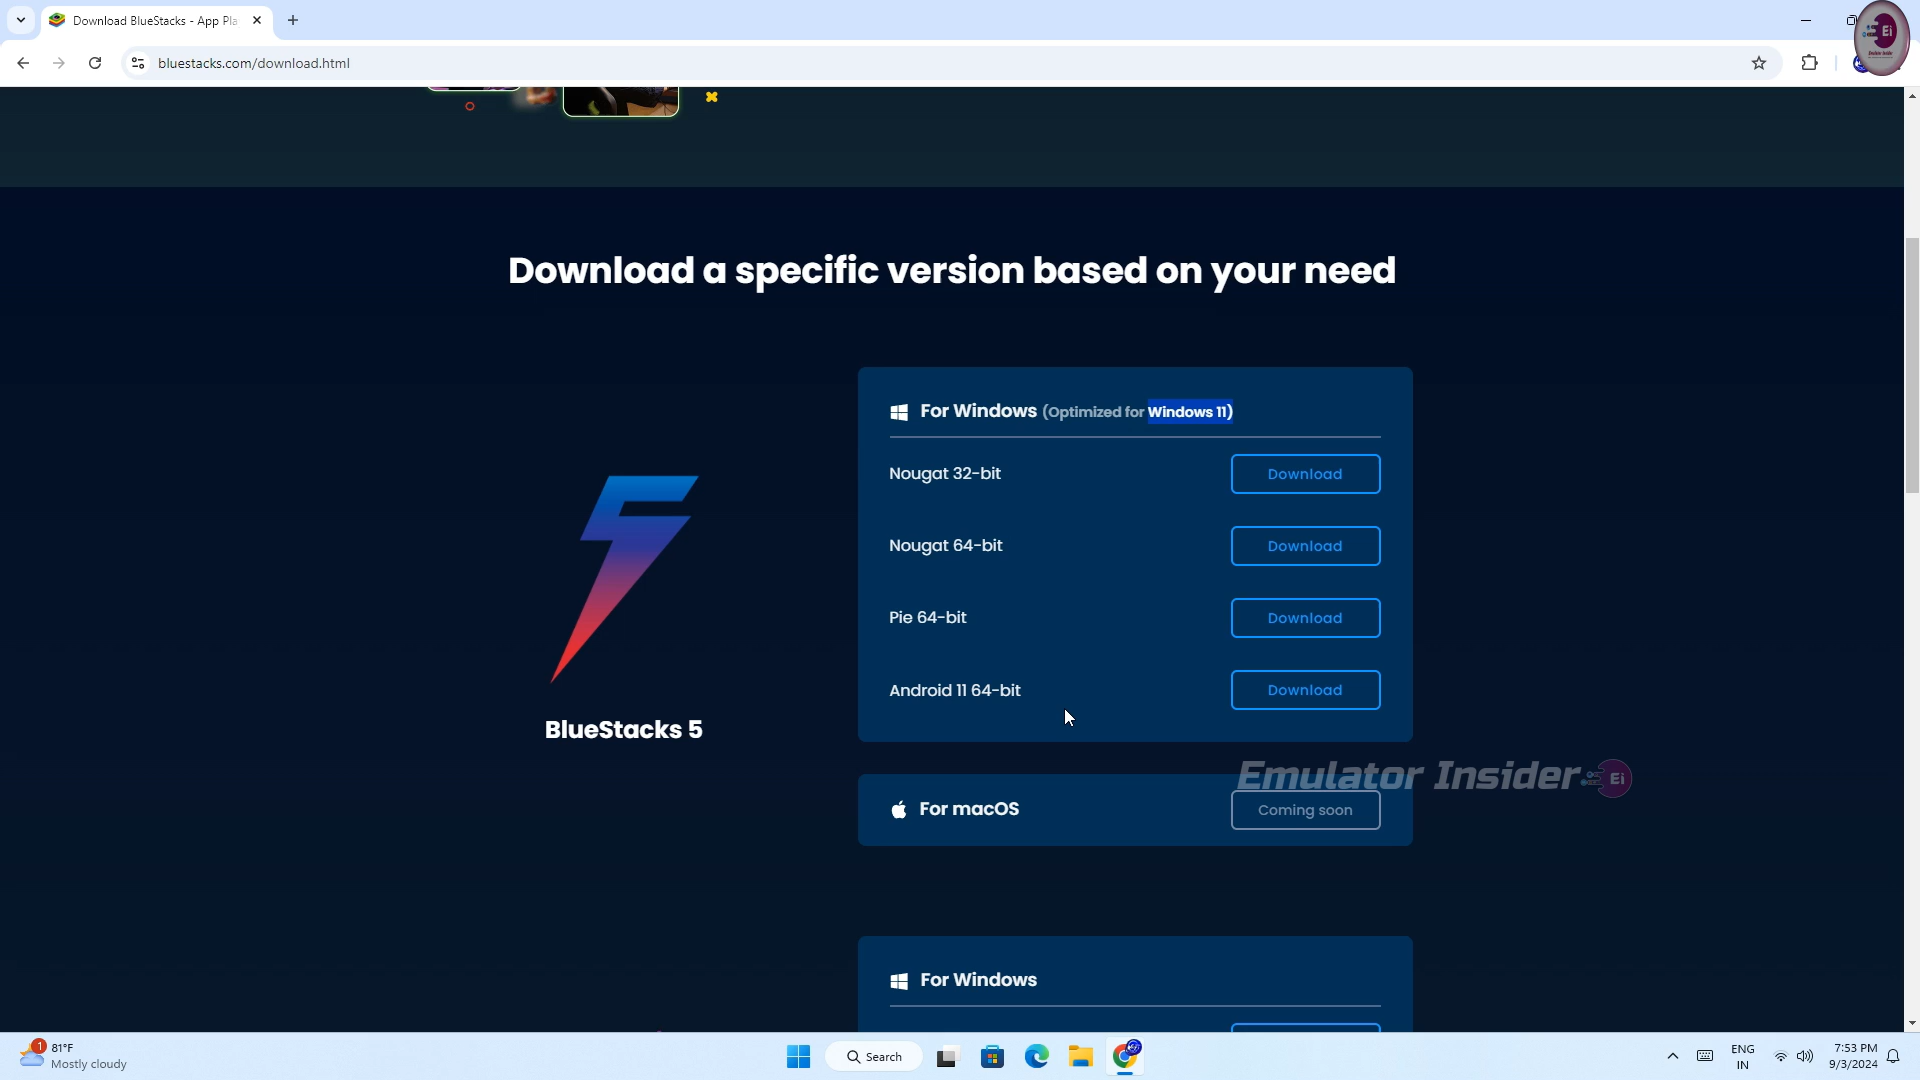 Download BlueStacks - App Pla
bluestacks.com/download.html
Ei
Download a specific version based on your need
For Windows (Optimized for Windows 11)
Nougat 32-bit
Download
Nougat 64-bit
Download
Pie 64-bit
Download
Android 11 64-bit
Download
BlueStacks 5
Emulator Insider Ei
For macOS
Coming soon
For Windows
1
81°F
Mostly cloudy
Search
ENG
IN
7:53 PM
9/3/2024